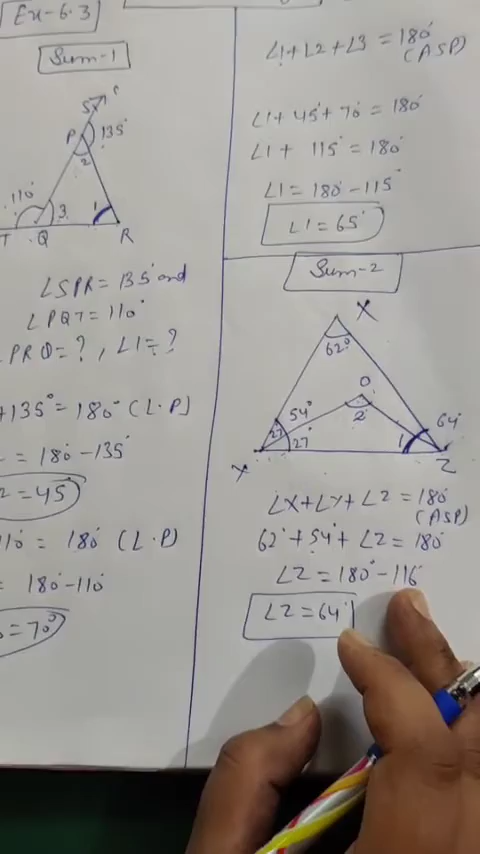 Ex-6.3
Sum-1
S
P
135°
2
110°
3
1
T
Q
R
∠SPR = 135° and
∠PQT = 110°
PRQ = ? , ∠1 = ?
+135° = 180° (L.P)
= 180° - 135°
2 = 45°
110° = 180° (L.P)
= 180° - 110°
= 70°
∠1 + ∠2 + ∠3 = 180°
(ASP)
∠1 + 45° + 70° = 180°
∠1 + 115° = 180°
∠1 = 180° - 115°
∠1 = 65°
Sum-2
X
62°
O
54°
2
64°
27
27°
1
Y
Z
∠X + ∠Y + ∠Z = 180°
(ASP)
62° + 54° + ∠Z = 180°
∠Z = 180° - 116°
∠Z = 64°